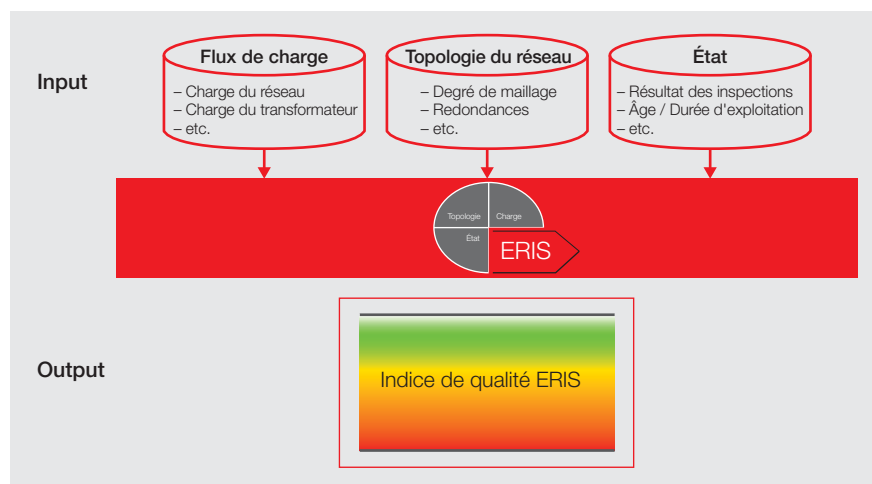 Input
Flux de charge
– Charge du réseau
– Charge du transformateur
– etc.
Topologie du réseau
– Degré de maillage
– Redondances
– etc.
État
– Résultat des inspections
– Âge / Durée d'exploitation
– etc.
Topologie
Charge
État
ERIS
Output
Indice de qualité ERIS